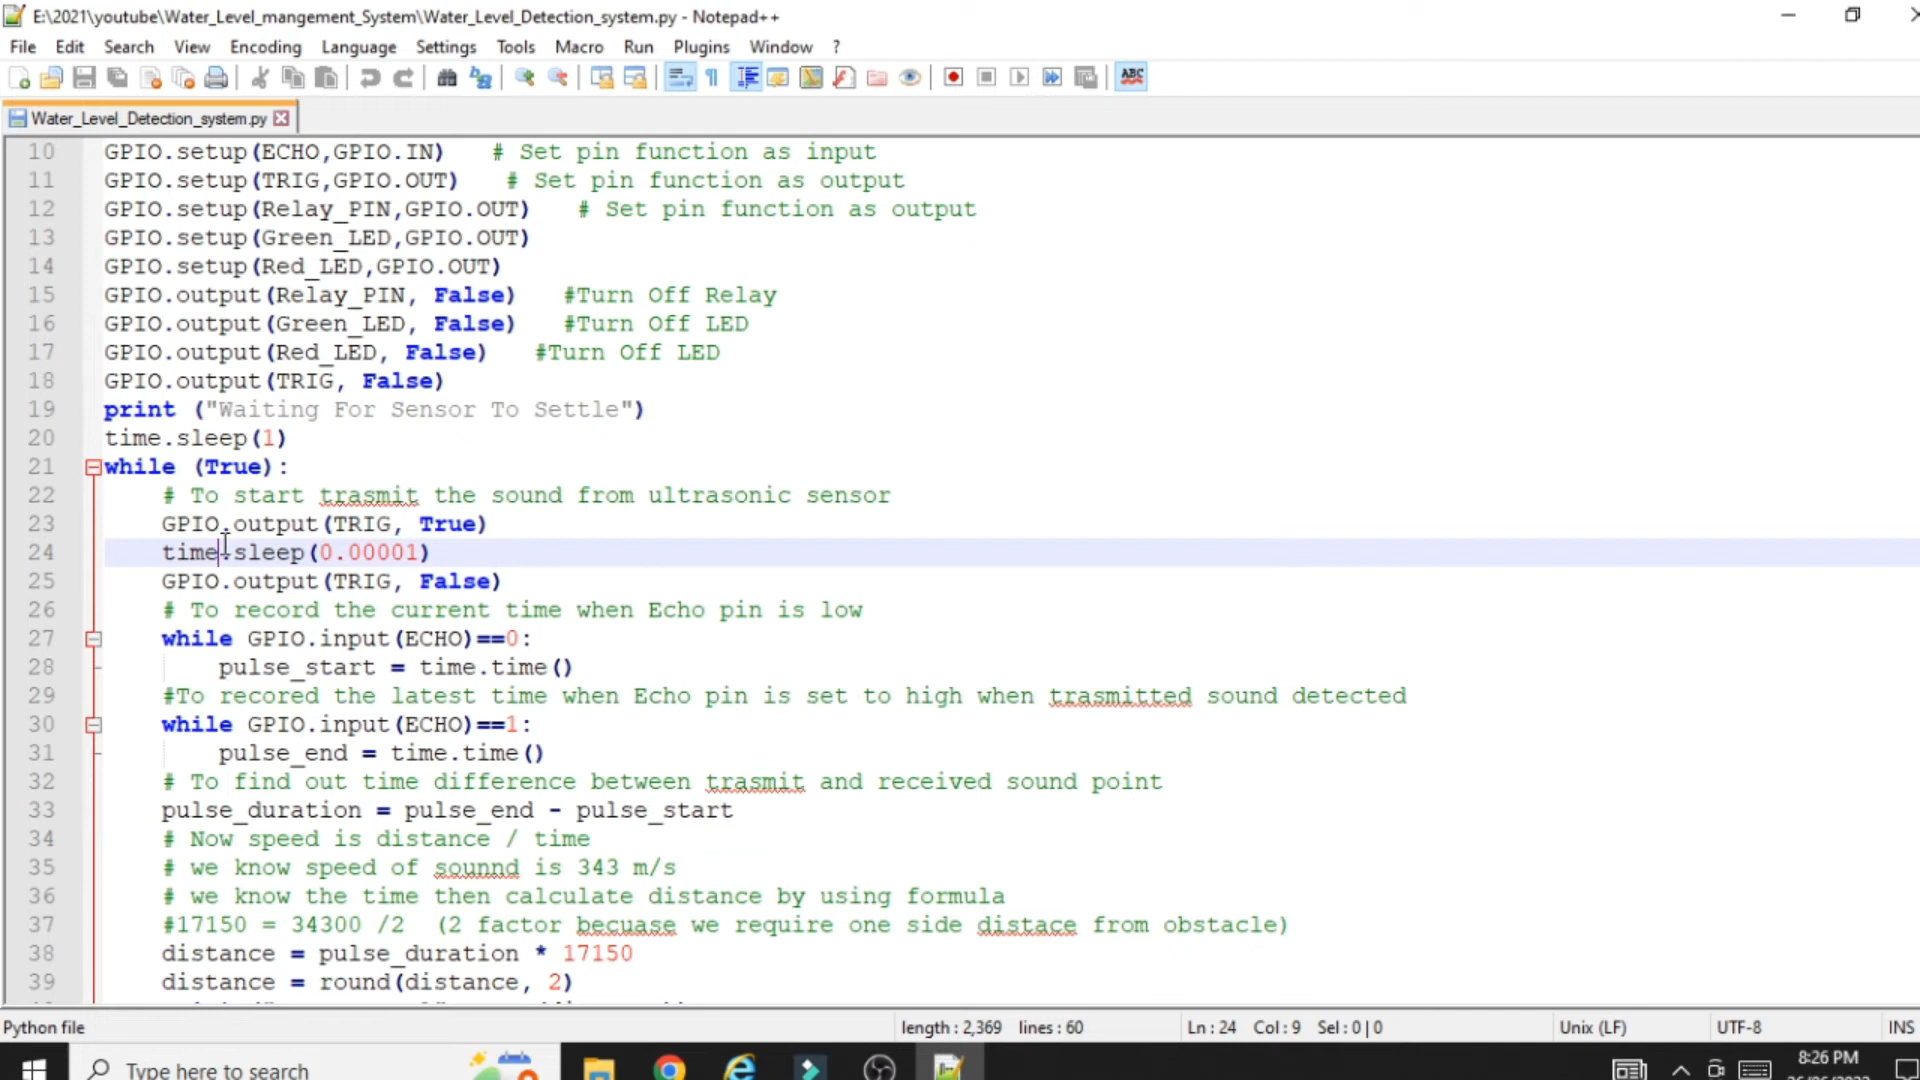 E:\2021\youtube\Water_Level_mangement_System\Water_Level_Detection_system.py - Notepad++
File Edit Search View Encoding Language Settings Tools Macro Run Plugins Window ?
ABC
Water_Level_Detection_system.py
10 GPIO.setup(ECHO,GPIO.IN) # Set pin function as input
11 GPIO.setup(TRIG,GPIO.OUT) # Set pin function as output
12 GPIO.setup(Relay_PIN,GPIO.OUT) # Set pin function as output
13 GPIO.setup(Green_LED,GPIO.OUT)
14 GPIO.setup(Red_LED,GPIO.OUT)
15 GPIO.output(Relay_PIN, False) #Turn Off Relay
16 GPIO.output(Green_LED, False) #Turn Off LED
17 GPIO.output(Red_LED, False) #Turn Off LED
18 GPIO.output(TRIG, False)
19 print ("Waiting For Sensor To Settle")
20 time.sleep(1)
21 while (True):
22 # To start trasmit the sound from ultrasonic sensor
23 GPIO.output(TRIG, True)
24 time.sleep(0.00001)
25 GPIO.output(TRIG, False)
26 # To record the current time when Echo pin is low
27 while GPIO.input(ECHO)==0:
28 pulse_start = time.time()
29 #To recored the latest time when Echo pin is set to high when trasmitted sound detected
30 while GPIO.input(ECHO)==1:
31 pulse_end = time.time()
32 # To find out time difference between trasmit and received sound point
33 pulse_duration = pulse_end - pulse_start
34 # Now speed is distance / time
35 # we know speed of sounnd is 343 m/s
36 # we know the time then calculate distance by using formula
37 #17150 = 34300 /2 (2 factor becuase we require one side distace from obstacle)
38 distance = pulse_duration * 17150
39 distance = round(distance, 2)
Python file length : 2,369 lines : 60 Ln : 24 Col : 9 Sel : 0 | 0 Unix (LF) UTF-8 INS
Type here to search 8:26 PM